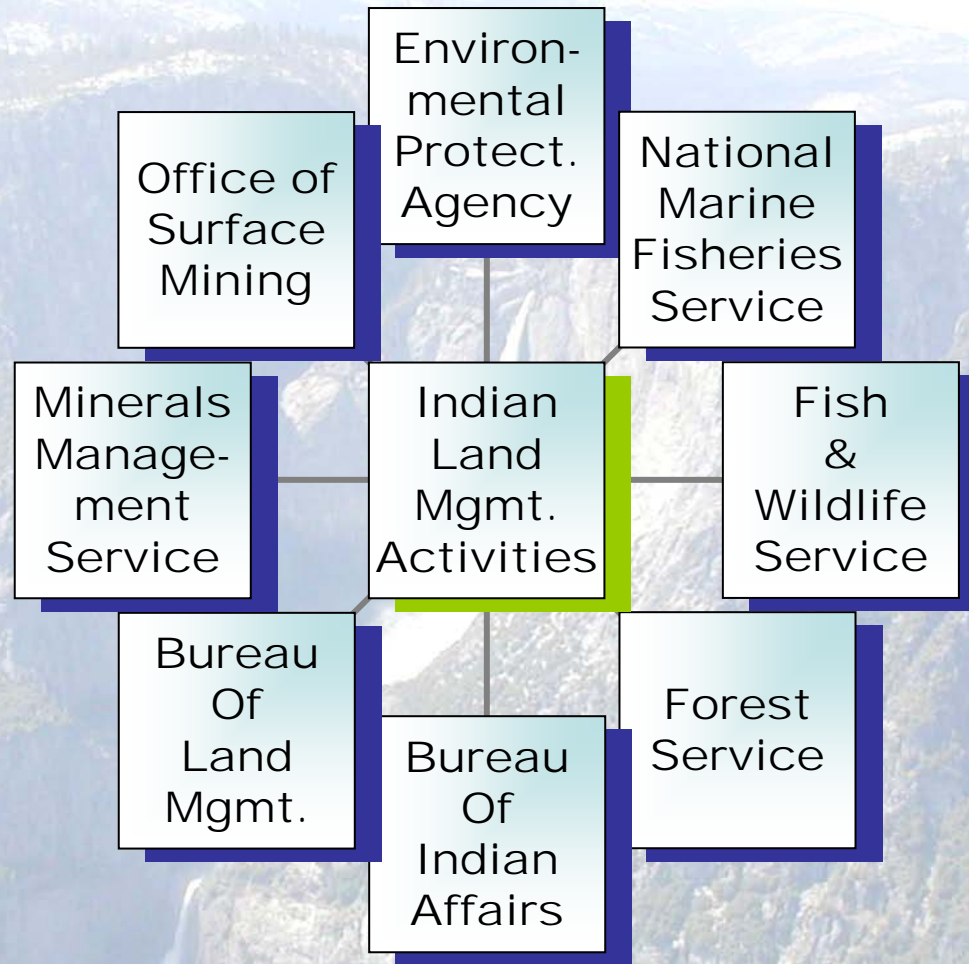 Environ-
mental
Protect.
Agency
Office of
Surface
Mining
National
Marine
Fisheries
Service
Minerals
Manage-
ment
Service
Indian
Land
Mgmt.
Activities
Fish
&
Wildlife
Service
Bureau
Of
Land
Mgmt.
Bureau
Of
Indian
Affairs
Forest
Service